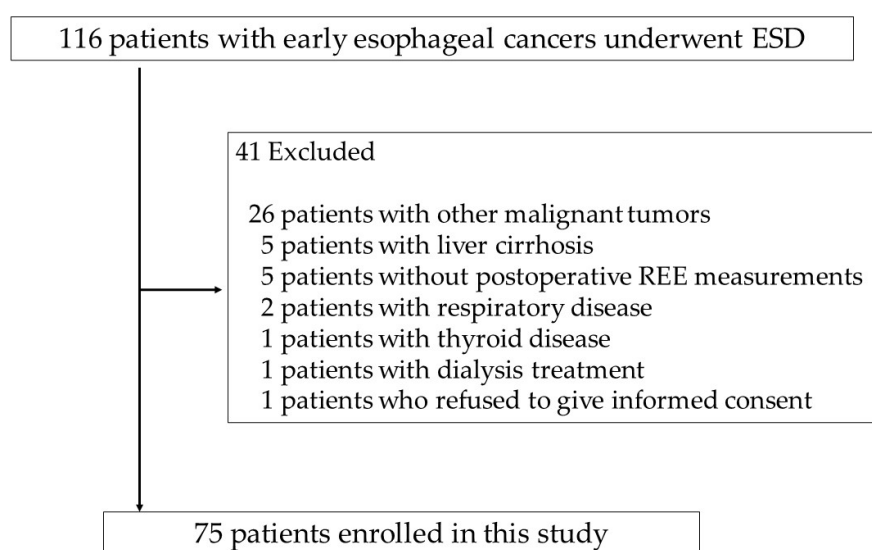 116 patients with early esophageal cancers underwent ESD
41 Excluded
26 patients with other malignant tumors
5 patients with liver cirrhosis
5 patients without postoperative REE measurements
2 patients with respiratory disease
1 patients with thyroid disease
1 patients with dialysis treatment
1 patients who refused to give informed consent
75 patients enrolled in this study